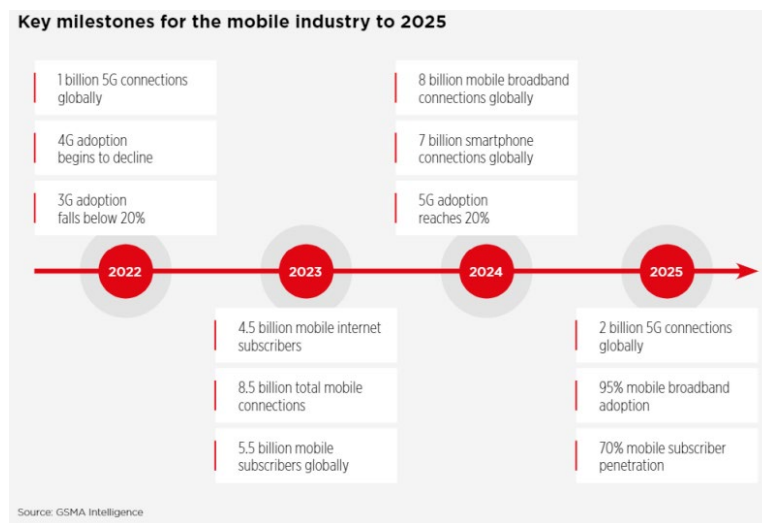 Key milestones for the mobile industry to 2025
1 billion 5G connections
globally
4G adoption
begins to decline
3G adoption
falls below 20%
8 billion mobile broadband
connections globally
7 billion smartphone
connections globally
5G adoption
reaches 20%
2022
2023
2024
2025
4.5 billion mobile internet
subscribers
8.5 billion total mobile
connections
5.5 billion mobile
subscribers globally
2 billion 5G connections
globally
95% mobile broadband
adoption
70% mobile subscriber
penetration
Source: GSMA Intelligence